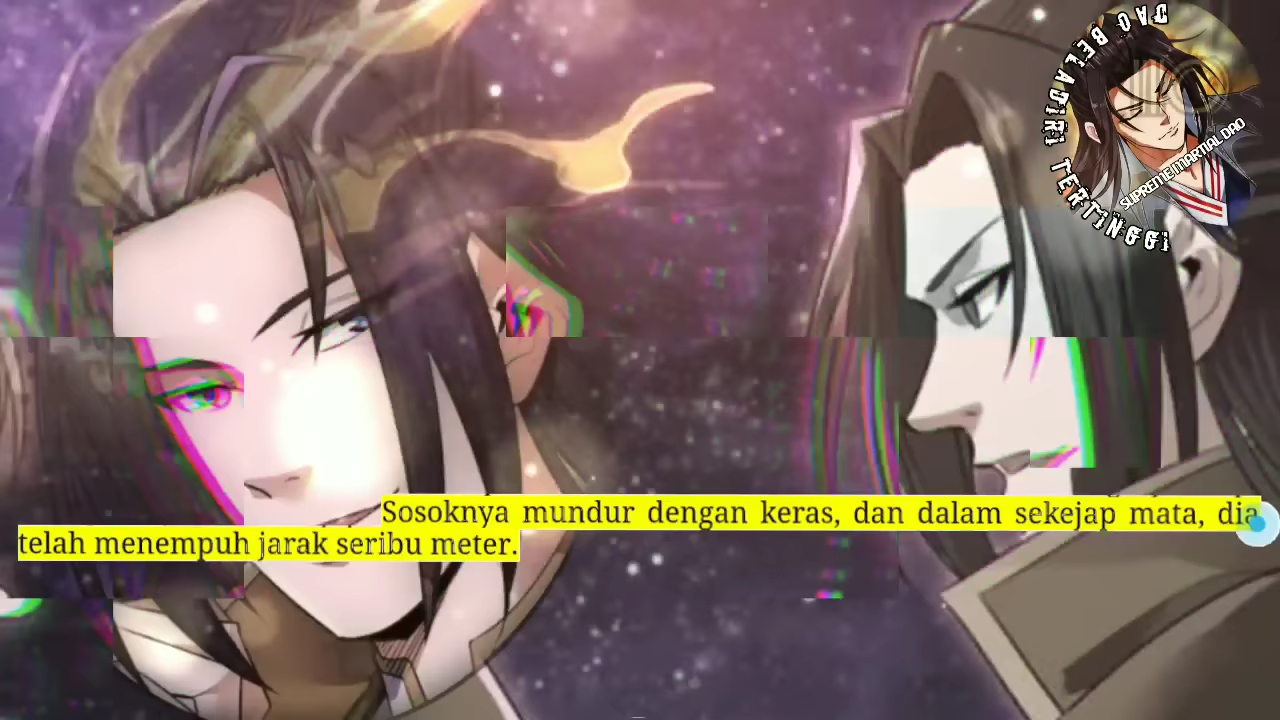 DAO BELADIRI TERTINGGI
SUPREME MARTIAL DAO
Sosoknya mundur dengan keras, dan dalam sekejap mata, dia
telah menempuh jarak seribu meter.